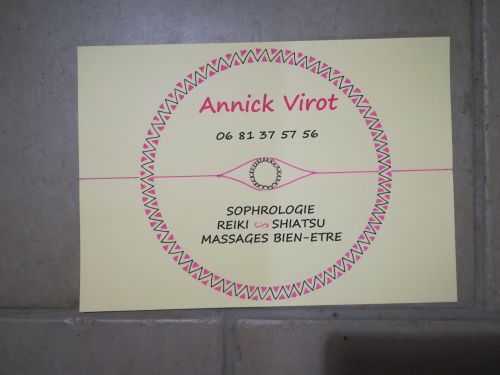 Annick Virot
06 81 37 57 56
SOPHROLOGIE
REIKI SHIATSU
MASSAGES BIEN-ETRE